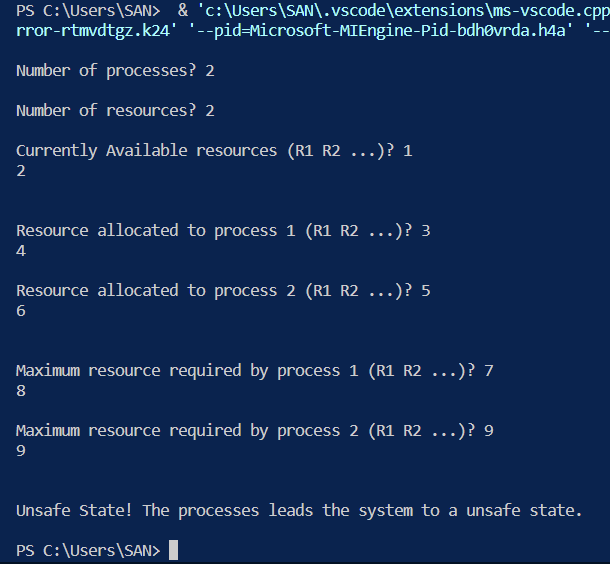 PS C:\Users\SAN>  & 'c:\Users\SAN\.vscode\extensions\ms-vscode.cpp
rror-rtmvdtgz.k24' '--pid=Microsoft-MIEngine-Pid-bdh0vrda.h4a' '--
Number of processes? 2
Number of resources? 2
Currently Available resources (R1 R2 ...)? 1
2
Resource allocated to process 1 (R1 R2 ...)? 3
4
Resource allocated to process 2 (R1 R2 ...)? 5
6
Maximum resource required by process 1 (R1 R2 ...)? 7
8
Maximum resource required by process 2 (R1 R2 ...)? 9
9
Unsafe State! The processes leads the system to a unsafe state.
PS C:\Users\SAN>